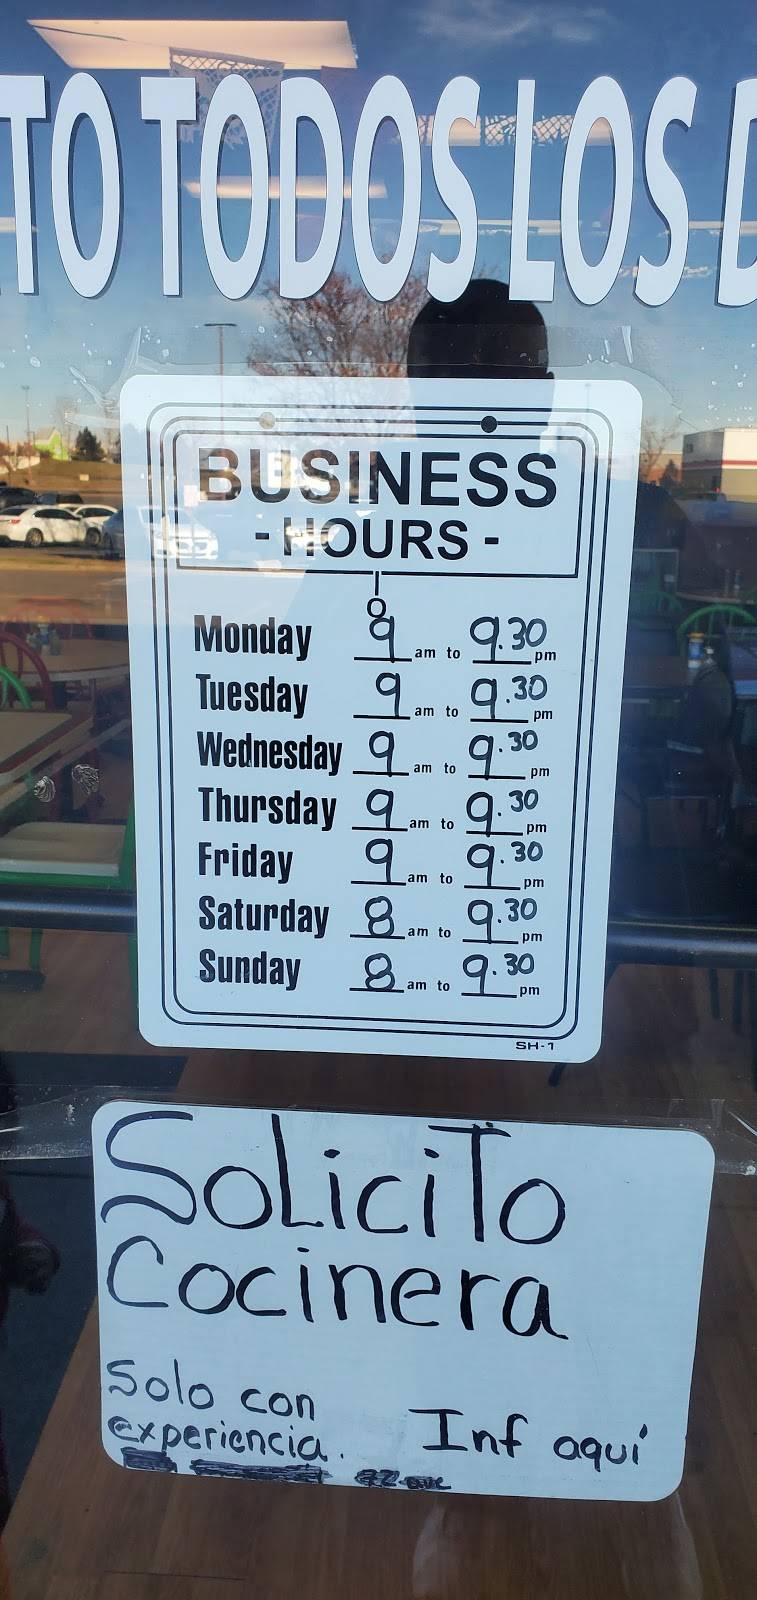 TO TODOS LOS D
BUSINESS
- HOURS -
Monday 9 am to 9.30 pm
Tuesday 9 am to 9.30 pm
Wednesday 9 am to 9.30 pm
Thursday 9 am to 9.30 pm
Friday 9 am to 9.30 pm
Saturday 8 am to 9.30 pm
Sunday 8 am to 9.30 pm
SH-1
SoLiciTo
Cocinera
Solo con
experiencia. Inf aquí